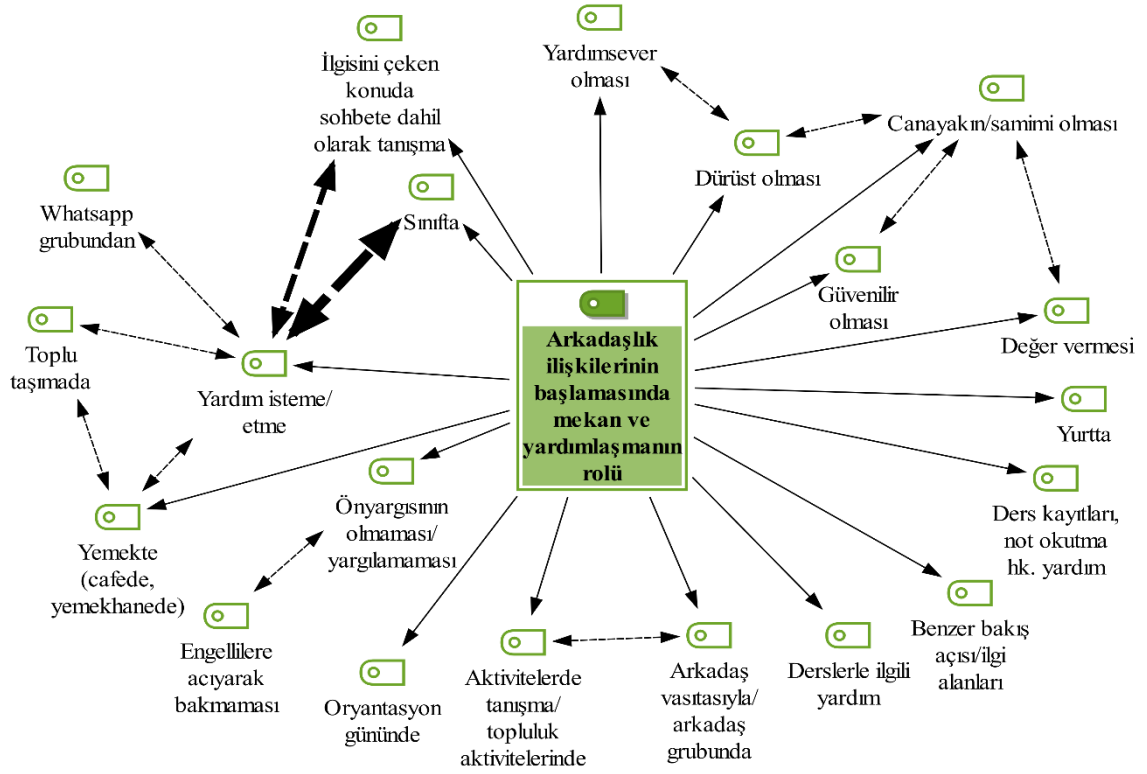 İlgisini çeken
konuda
sohbete dahil
olarak tanışma
Yardımsever
olması
Canayakın/samimi olması
Dürüst olması
Whatsapp
grubundan
Sınıfta
Güvenilir
olması
Değer vermesi
Toplu
taşımada
Yardım isteme/
etme
Arkadaşlık
ilişkilerinin
başlamasında
mekan ve
yardımlaşmanın
rolü
Yurtta
Önyargısının
olmaması/
yargılamaması
Ders kayıtları,
not okutma
hk. yardım
Yemekte
(cafede,
yemekhanede)
Engellilere
acıyarak
bakmaması
Oryantasyon
gününde
Aktivitelerde
tanışma/
topluluk
aktivitelerinde
Arkadaş
vasıtasıyla/
arkadaş
grubunda
Derslerle ilgili
yardım
Benzer bakış
açısı/ilgi
alanları